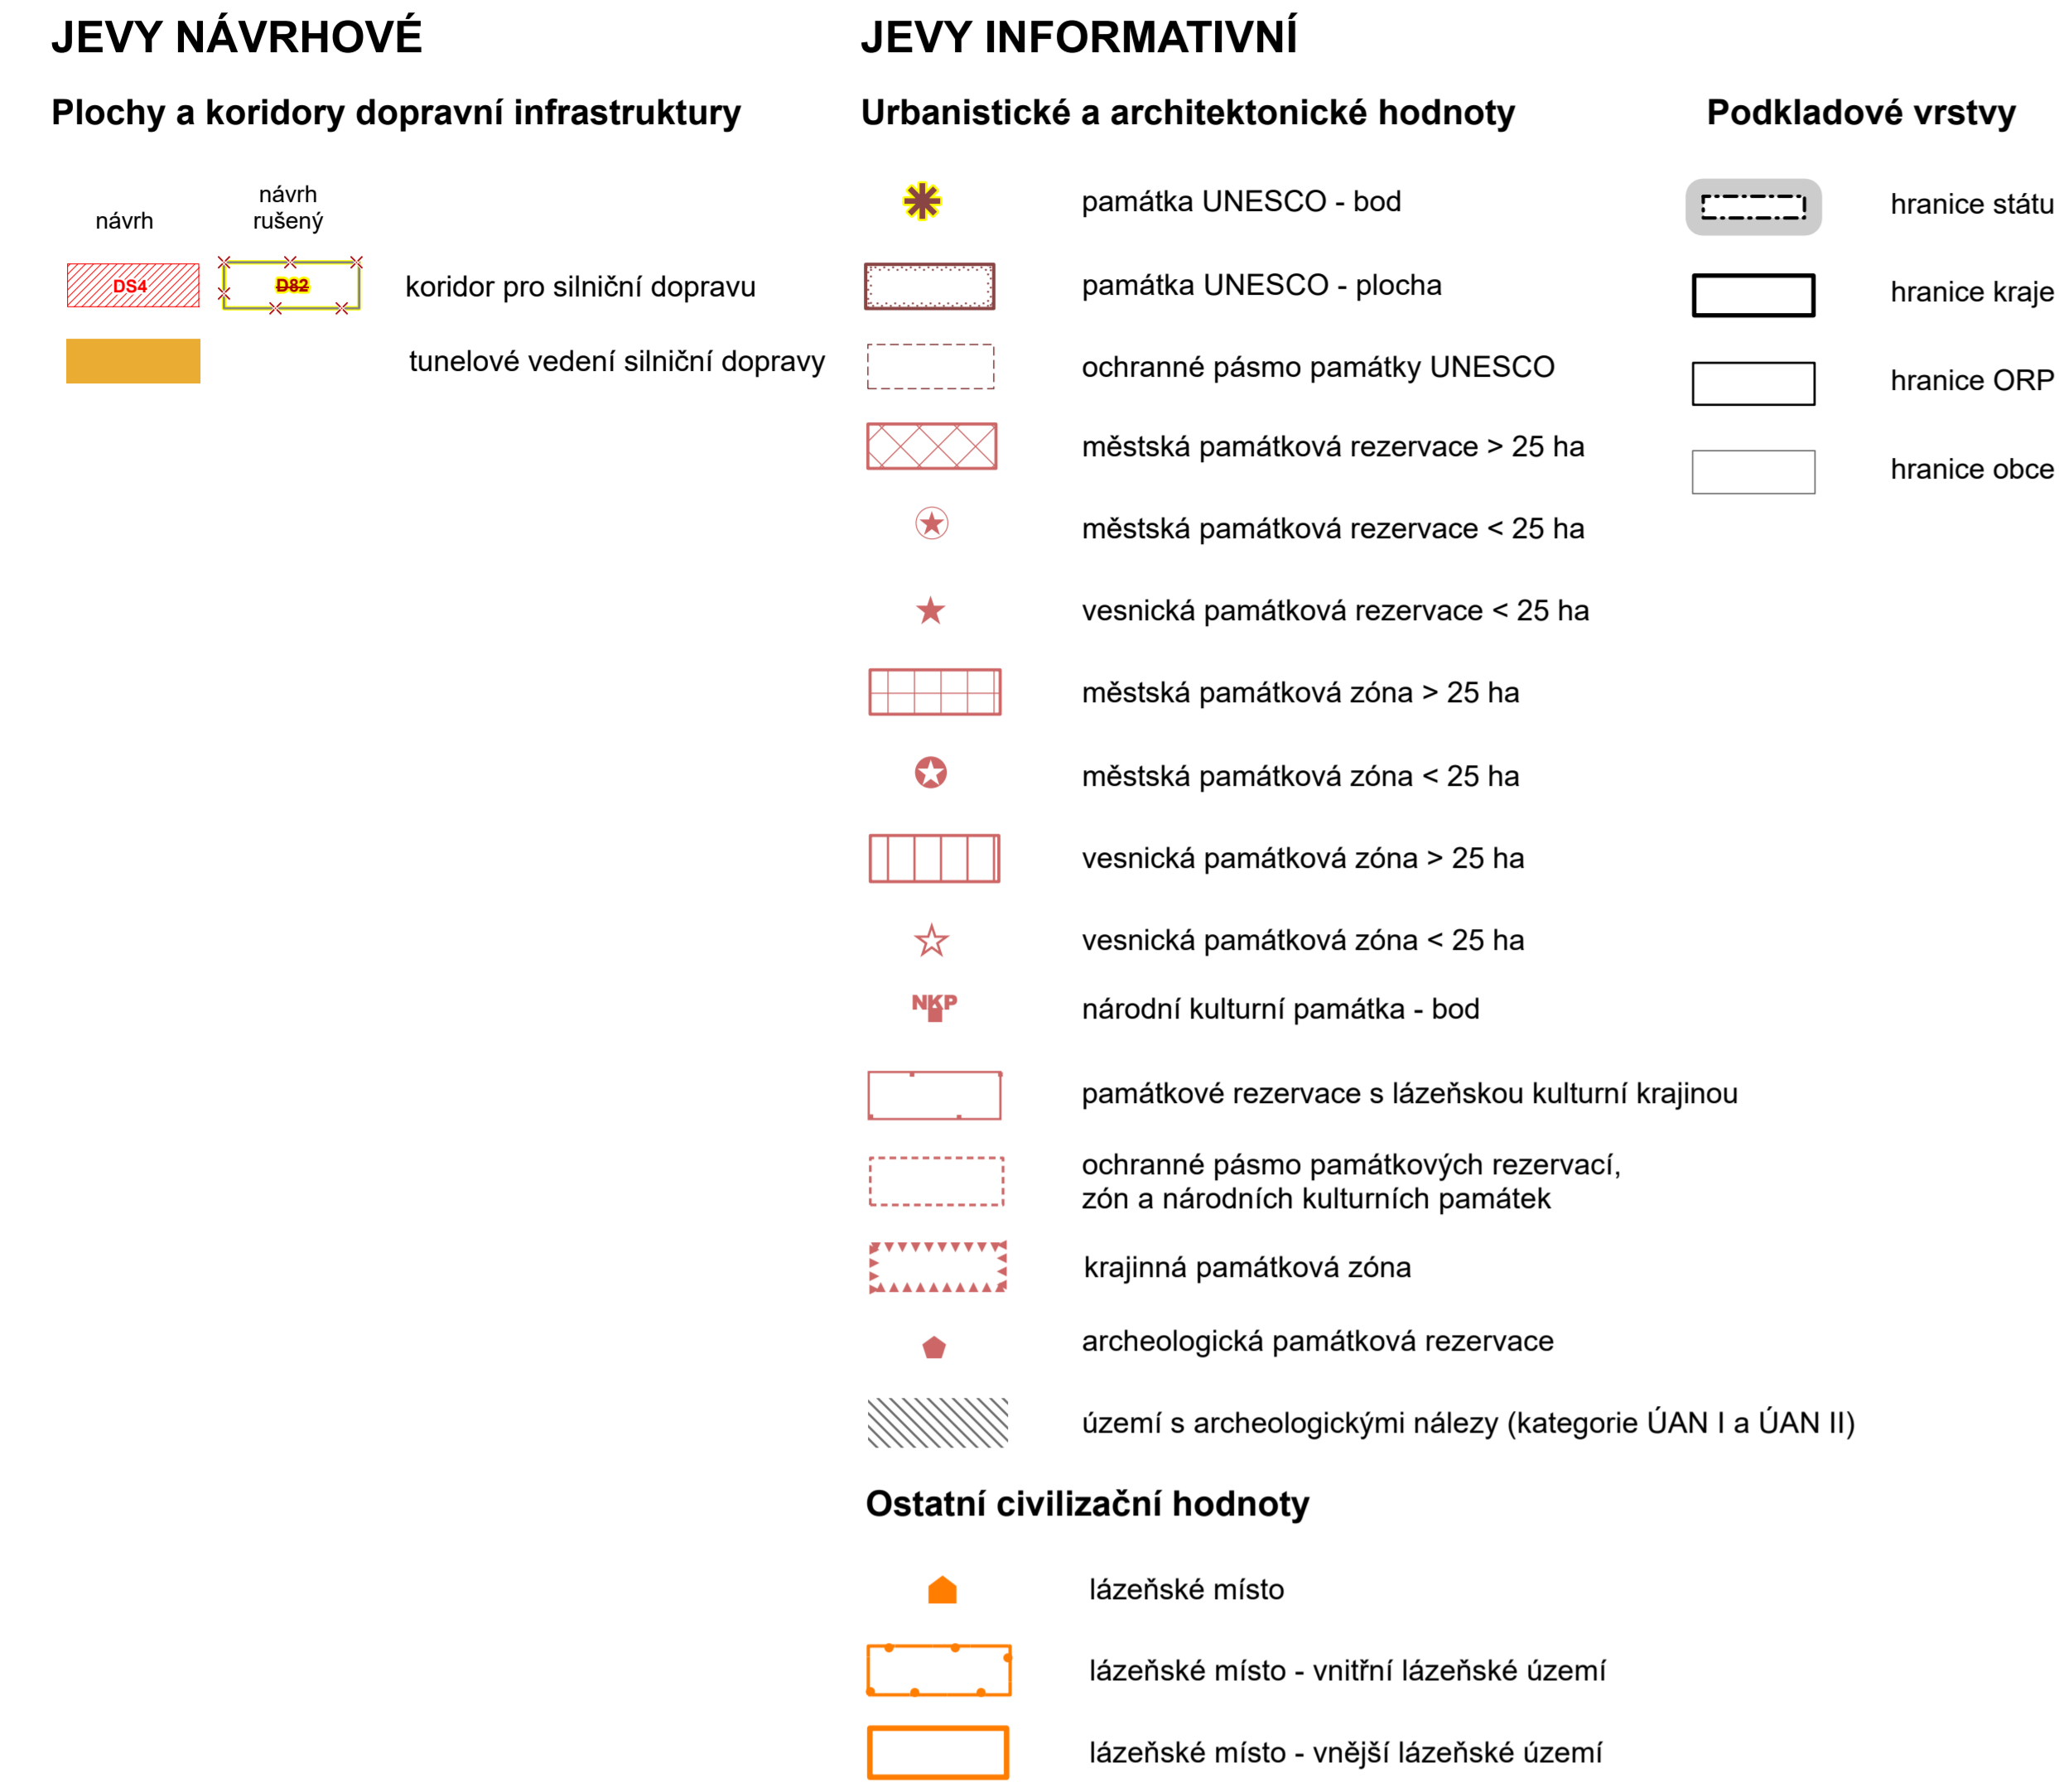 JEVY NÁVRHOVÉ
Plochy a koridory dopravní infrastruktury
návrh
návrh
rušený
DS4
D82
koridor pro silniční dopravu
tunelové vedení silniční dopravy
JEVY INFORMATIVNÍ
Urbanistické a architektonické hodnoty
památka UNESCO - bod
památka UNESCO - plocha
ochranné pásmo památky UNESCO
městská památková rezervace > 25 ha
městská památková rezervace < 25 ha
vesnická památková rezervace < 25 ha
městská památková zóna > 25 ha
městská památková zóna < 25 ha
vesnická památková zóna > 25 ha
vesnická památková zóna < 25 ha
NKP
národní kulturní památka - bod
památkové rezervace s lázeňskou kulturní krajinou
ochranné pásmo památkových rezervací,
zón a národních kulturních památek
krajinná památková zóna
archeologická památková rezervace
území s archeologickými nálezy (kategorie ÚAN I a ÚAN II)
Ostatní civilizační hodnoty
lázeňské místo
lázeňské místo - vnitřní lázeňské území
lázeňské místo - vnější lázeňské území
Podkladové vrstvy
hranice státu
hranice kraje
hranice ORP
hranice obce